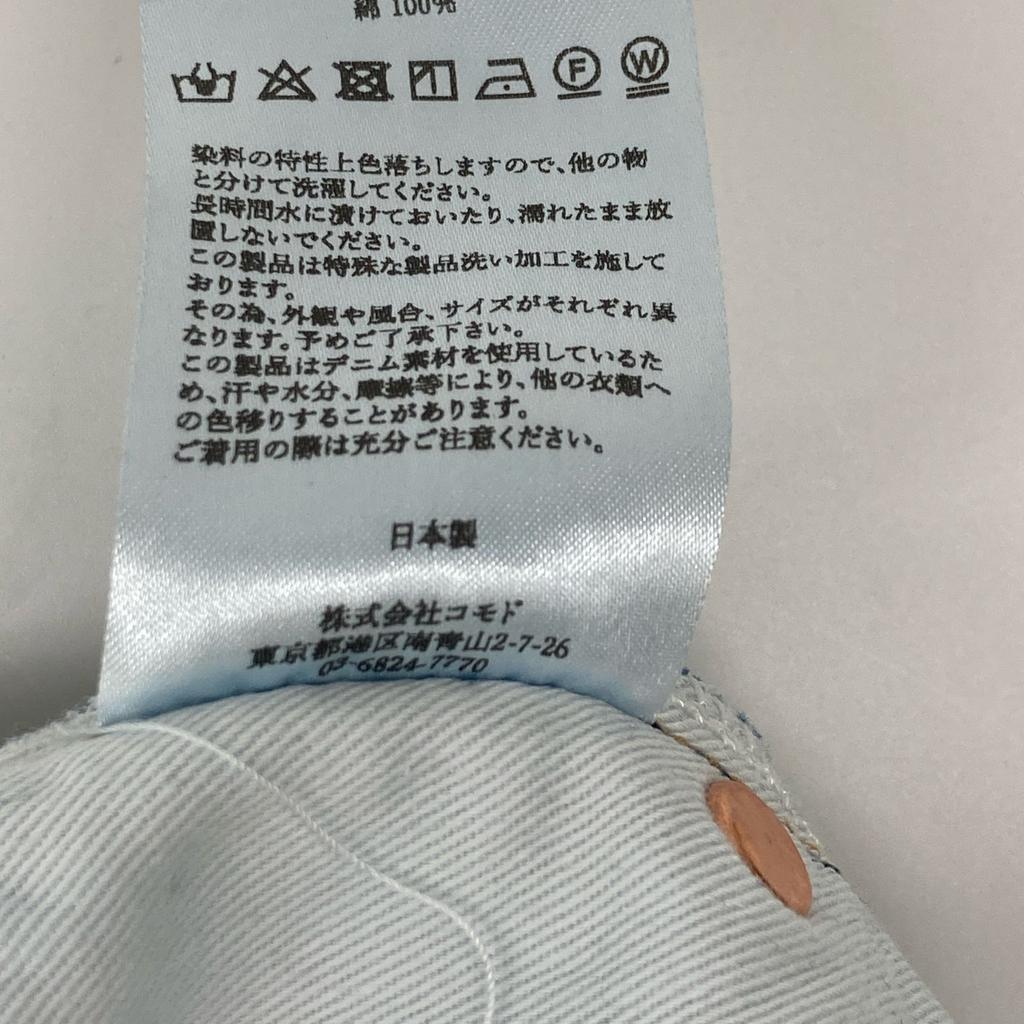 綿 100%
F W
染料の特性上色落ちしますので、他の物
と分けて洗濯してください。
長時間水に漬けておいたり、濡れたまま放
置しないでください。
この製品は特殊な製品洗い加工を施して
おります。
その為、外観や風合、サイズがそれぞれ異
なります。予めご了承下さい。
この製品はデニム素材を使用しているた
め、汗や水分、摩擦等により、他の衣類へ
の色移りすることがあります。
ご着用の際は充分ご注意ください。
日本製
株式会社コモド
東京都港区南青山2-7-26
03-6824-7770